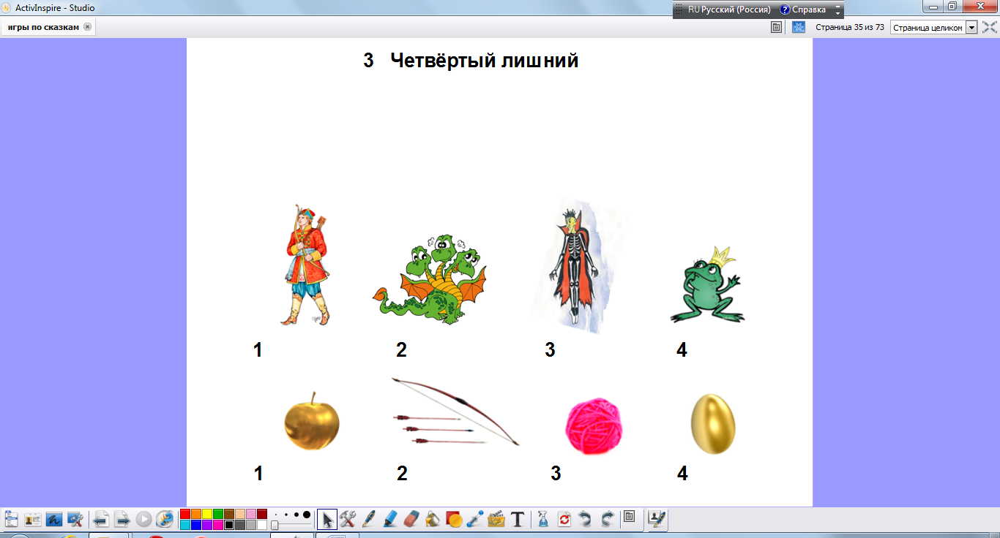 ActivInspire - Studio
RU Русский (Россия) ? Справка
игры по сказкам
Страница 35 из 73 Страница целиком
3 Четвёртый лишний
1 2 3 4
1 2 3 4
T